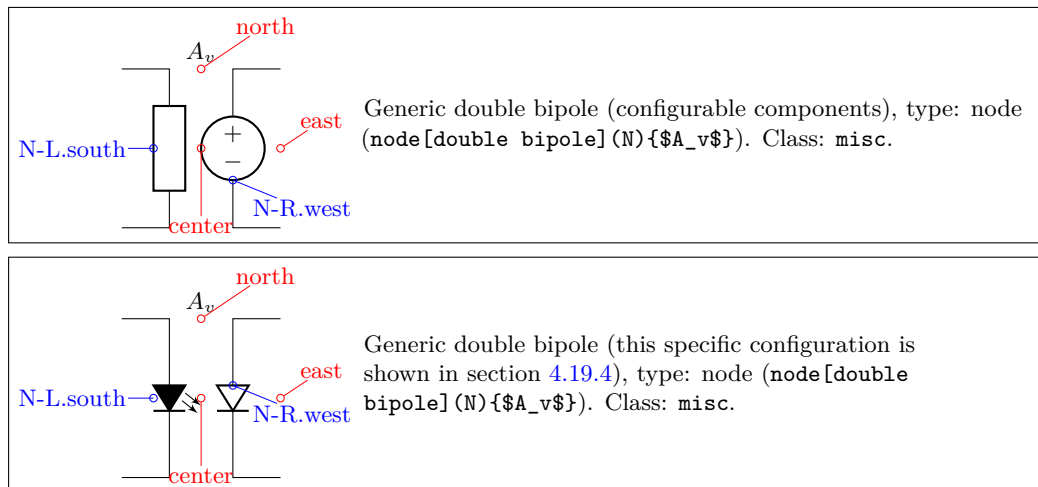 north
A_v
east
N-L.south
N-R.west
center
Generic double bipole (configurable components), type: node
(node[double bipole](N){$A_v$}). Class: misc.
north
A_v
east
N-L.south
N-R.west
center
Generic double bipole (this specific configuration is
shown in section 4.19.4), type: node (node[double
bipole](N){$A_v$}). Class: misc.